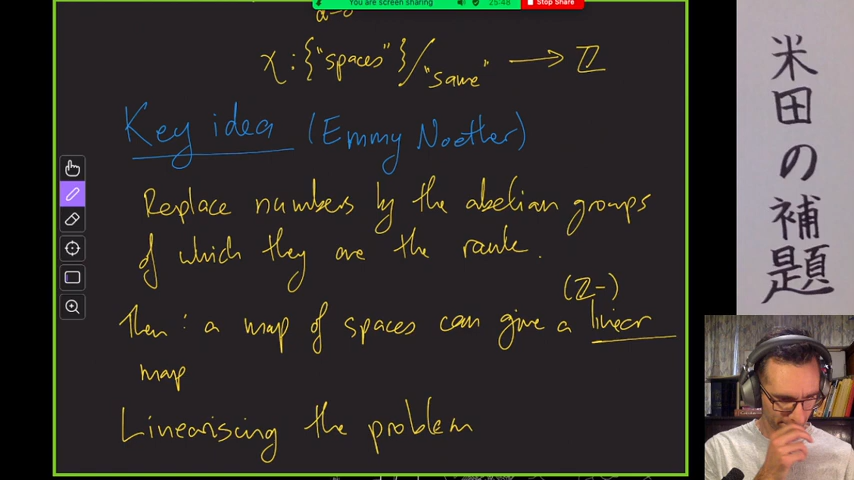 You are screen sharing 25:48 Stop Share
χ : {"spaces"}/"same" → ℤ
Key idea (Emmy Noether)
Replace numbers by the abelian groups
of which they are the rank.
(ℤ-)
Then : a map of spaces can give a linear
map
Linearising the problem
米田の補題